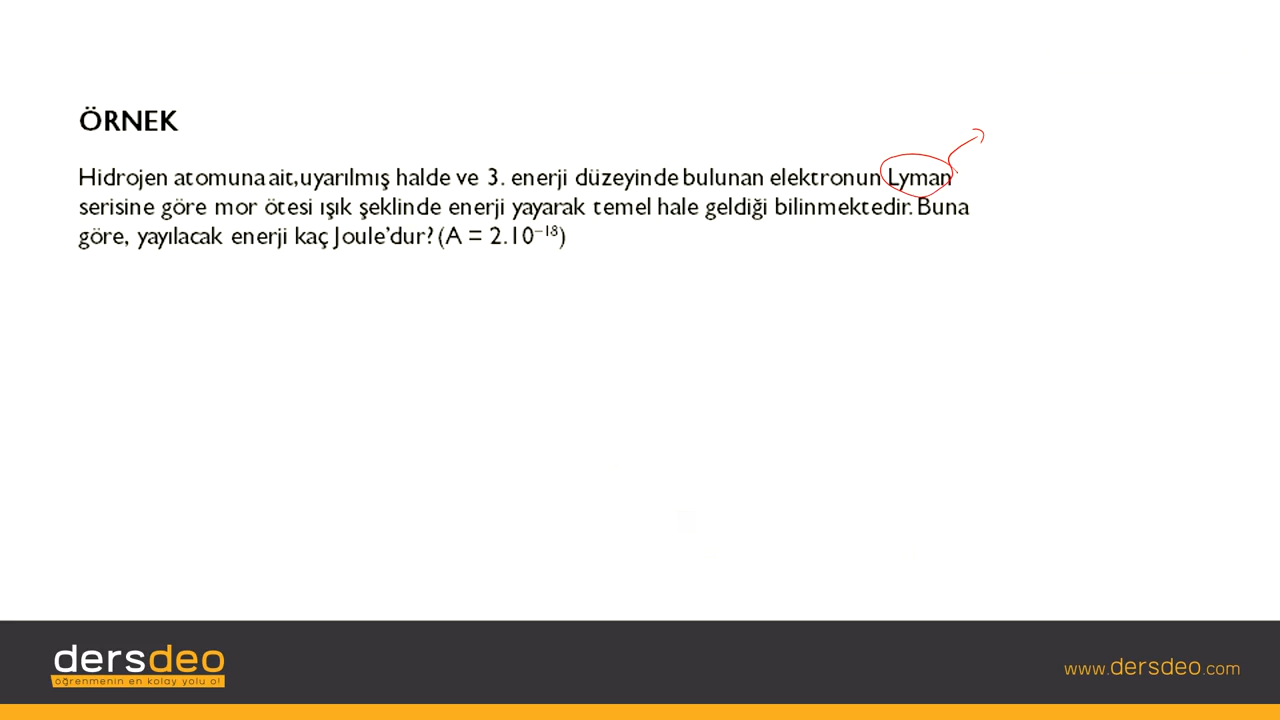 ÖRNEK
Hidrojen atomuna ait, uyarılmış halde ve 3. enerji düzeyinde bulunan elektronun Lyman
serisine göre mor ötesi ışık şeklinde enerji yayarak temel hale geldiği bilinmektedir. Buna
göre, yayılacak enerji kaç Joule'dur? (A = 2.10⁻¹⁸)
dersdeo
öğrenmenin en kolay yolu o!
www.dersdeo.com